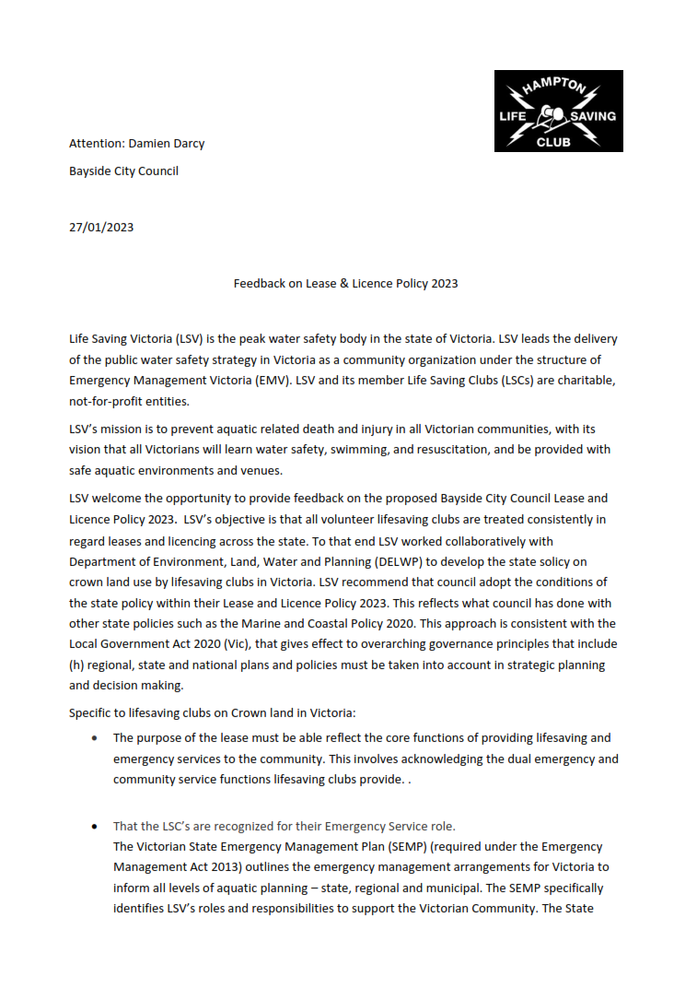 HAMPTON
LIFE SAVING
CLUB
Attention: Damien Darcy
Bayside City Council
27/01/2023
Feedback on Lease & Licence Policy 2023
Life Saving Victoria (LSV) is the peak water safety body in the state of Victoria. LSV leads the delivery
of the public water safety strategy in Victoria as a community organization under the structure of
Emergency Management Victoria (EMV). LSV and its member Life Saving Clubs (LSCs) are charitable,
not-for-profit entities.
LSV's mission is to prevent aquatic related death and injury in all Victorian communities, with its
vision that all Victorians will learn water safety, swimming, and resuscitation, and be provided with
safe aquatic environments and venues.
LSV welcome the opportunity to provide feedback on the proposed Bayside City Council Lease and
Licence Policy 2023.  LSV's objective is that all volunteer lifesaving clubs are treated consistently in
regard leases and licencing across the state. To that end LSV worked collaboratively with
Department of Environment, Land, Water and Planning (DELWP) to develop the state solicy on
crown land use by lifesaving clubs in Victoria. LSV recommend that council adopt the conditions of
the state policy within their Lease and Licence Policy 2023. This reflects what council has done with
other state policies such as the Marine and Coastal Policy 2020. This approach is consistent with the
Local Government Act 2020 (Vic), that gives effect to overarching governance principles that include
(h) regional, state and national plans and policies must be taken into account in strategic planning
and decision making.
Specific to lifesaving clubs on Crown land in Victoria:
• The purpose of the lease must be able reflect the core functions of providing lifesaving and
emergency services to the community. This involves acknowledging the dual emergency and
community service functions lifesaving clubs provide. .
• That the LSC's are recognized for their Emergency Service role.
The Victorian State Emergency Management Plan (SEMP) (required under the Emergency
Management Act 2013) outlines the emergency management arrangements for Victoria to
inform all levels of aquatic planning – state, regional and municipal. The SEMP specifically
identifies LSV's roles and responsibilities to support the Victorian Community. The State